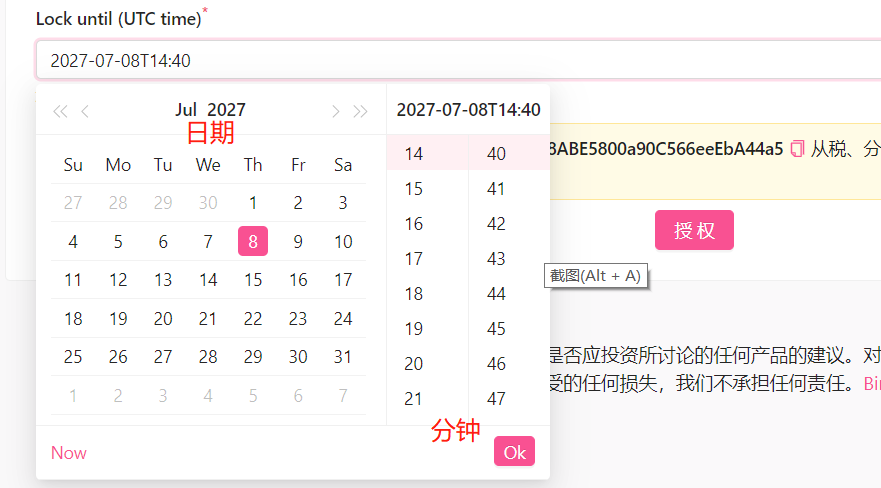 Lock until (UTC time)*
2027-07-08T14:40
Jul 2027 2027-07-08T14:40
日期
Su Mo Tu We Th Fr Sa
27 28 29 30 1 2 3
4 5 6 7 8 9 10
11 12 13 14 15 16 17
18 19 20 21 22 23 24
25 26 27 28 29 30 31
1 2 3 4 5 6 7
14 40
15 41
16 42
17 43
18 44
19 45
20 46
21 47
分钟
Now Ok
8ABE5800a90C566eeEbA44a5 从税、分
授 权
截图(Alt + A)
是否应投资所讨论的任何产品的建议。对
受的任何损失，我们不承担任何责任。Bin